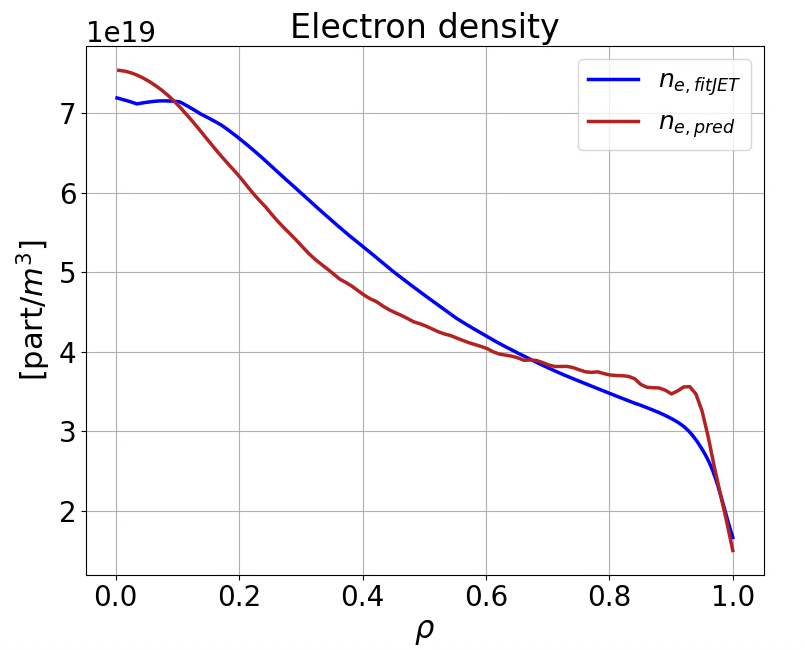 Electron density
1e19
n_{e, fitJET}
n_{e, pred}
[part/m^3]
7
6
5
4
3
2
0.0 0.2 0.4 0.6 0.8 1.0
ρ